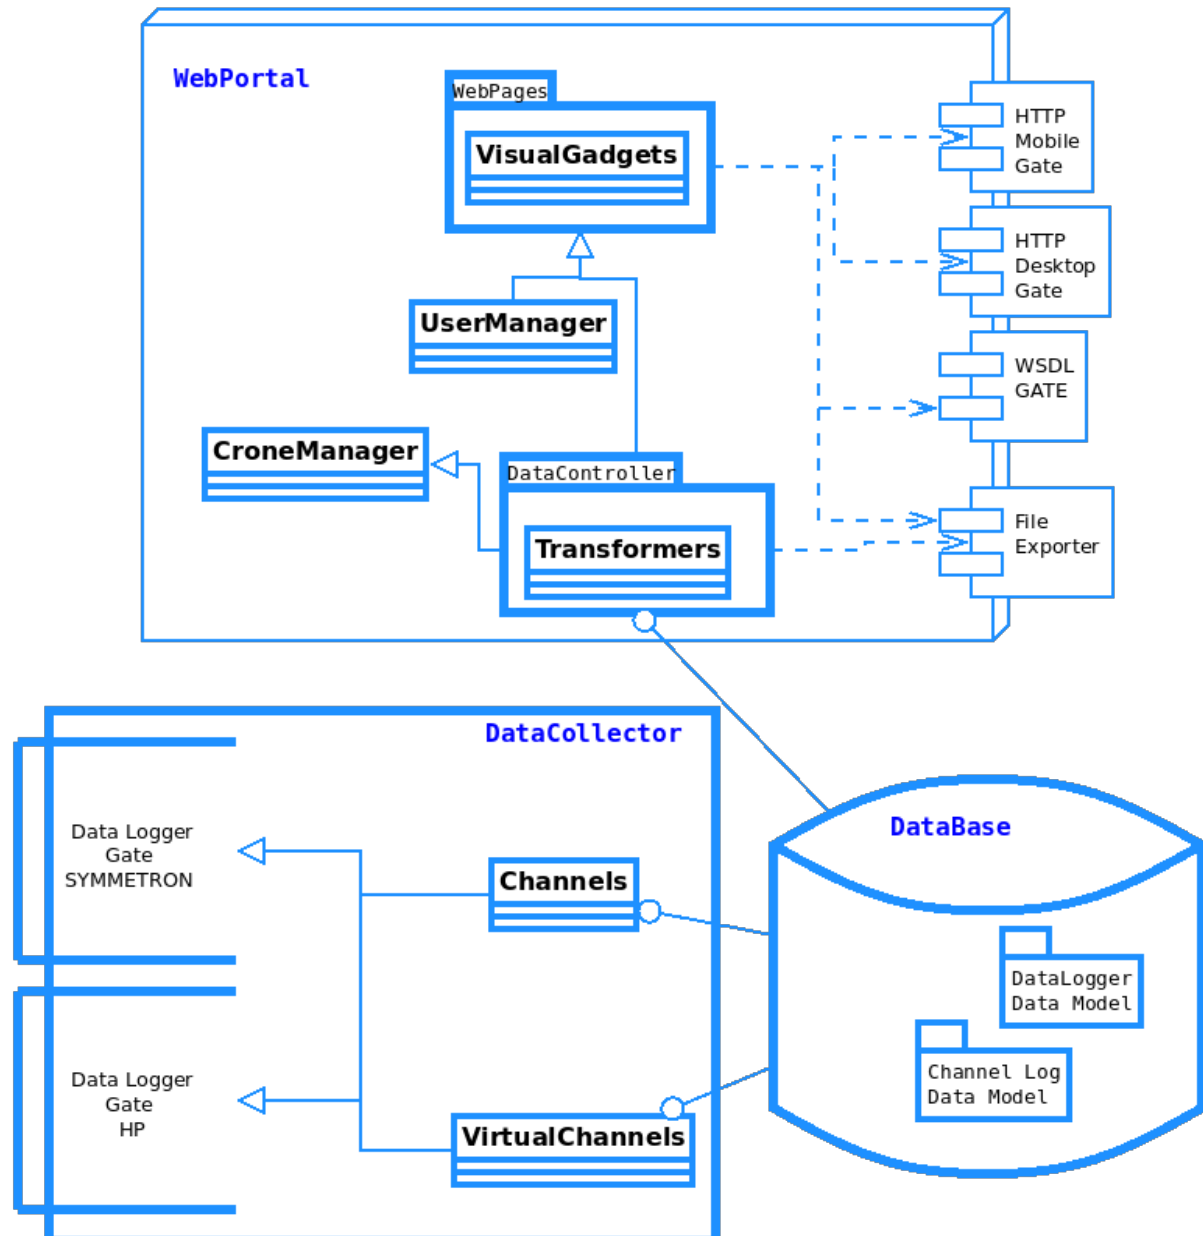 WebPortal
WebPages
VisualGadgets
HTTP
Mobile
Gate
HTTP
Desktop
Gate
UserManager
WSDL
GATE
CroneManager
DataController
Transformers
File
Exporter
DataCollector
Data Logger
Gate
SYMMETRON
Channels
Data Logger
Gate
HP
VirtualChannels
DataBase
DataLogger
Data Model
Channel Log
Data Model